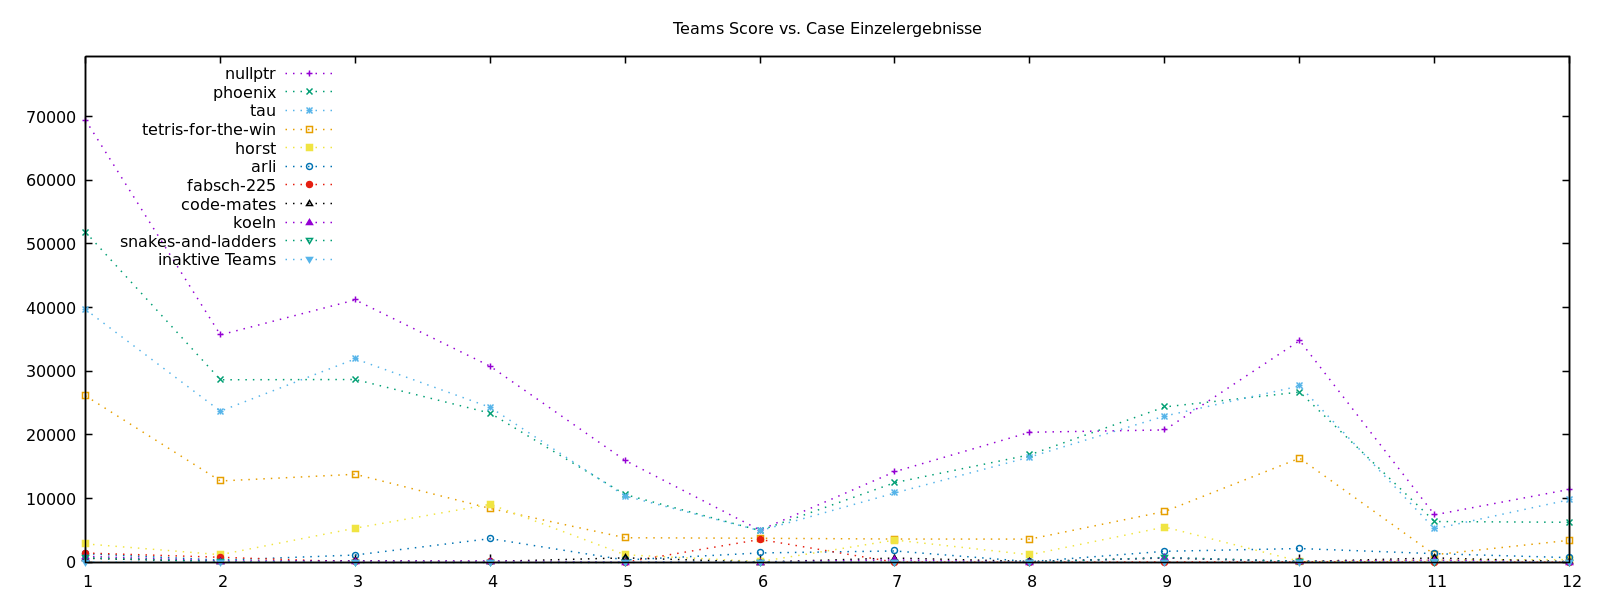 Teams Score vs. Case Einzelergebnisse
nullptr
phoenix
tau
tetris-for-the-win
horst
arli
fabsch-225
code-mates
koeln
snakes-and-ladders
inaktive Teams
70000
60000
50000
40000
30000
20000
10000
0
1 2 3 4 5 6 7 8 9 10 11 12